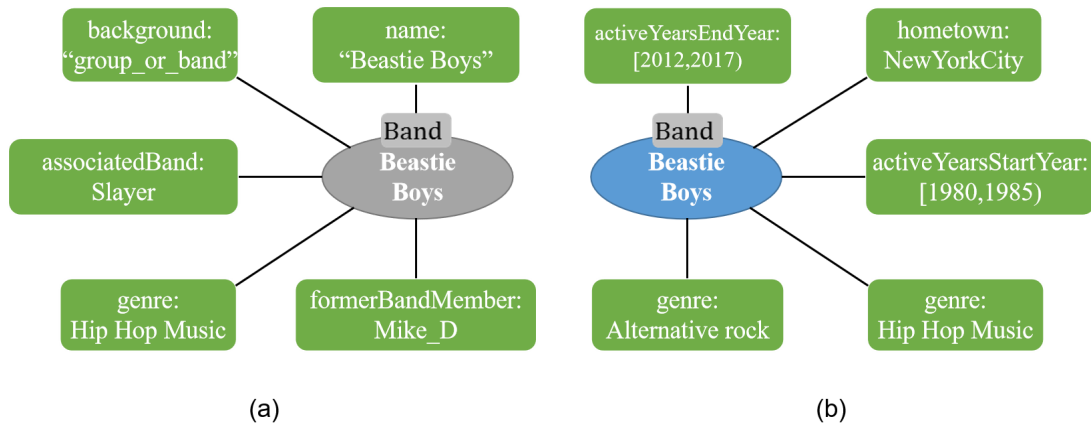 background:
“group_or_band”
name:
“Beastie Boys”
associatedBand:
Slayer
Band
Beastie
Boys
genre:
Hip Hop Music
formerBandMember:
Mike_D
(a)
activeYearsEndYear:
[2012,2017)
hometown:
NewYorkCity
Band
Beastie
Boys
activeYearsStartYear:
[1980,1985)
genre:
Alternative rock
genre:
Hip Hop Music
(b)